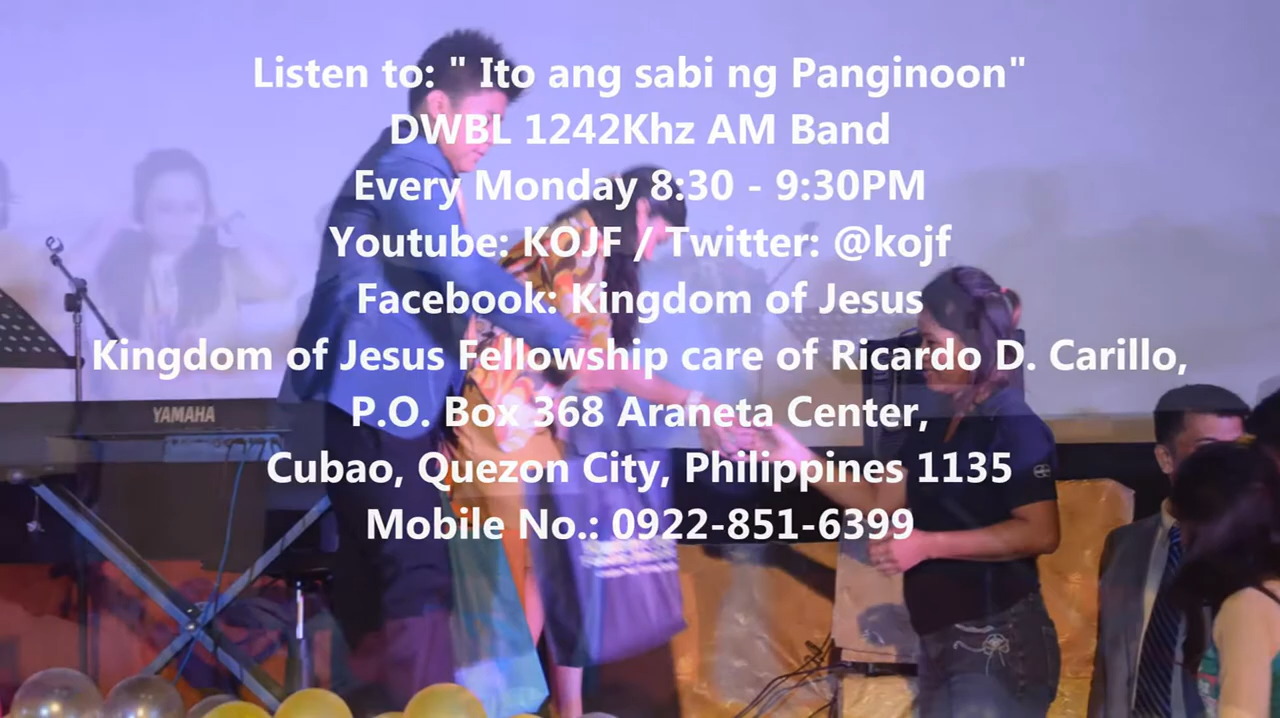 Listen to: " Ito ang sabi ng Panginoon"
DWBL 1242Khz AM Band
Every Monday 8:30 - 9:30PM
Youtube: KOJF / Twitter: @kojf
Facebook: Kingdom of Jesus
Kingdom of Jesus Fellowship care of Ricardo D. Carillo,
P.O. Box 368 Araneta Center,
Cubao, Quezon City, Philippines 1135
Mobile No.: 0922-851-6399
YAMAHA